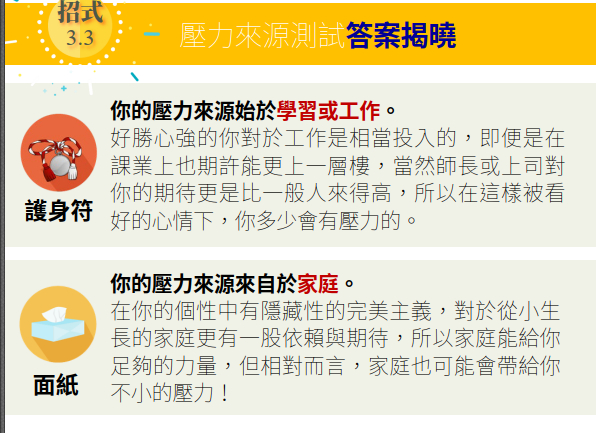 招式
3.3
壓力來源測試答案揭曉
你的壓力來源始於學習或工作。
好勝心強的你對於工作是相當投入的，即便是在
課業上也期許能更上一層樓，當然師長或上司對
你的期待更是比一般人來得高，所以在這樣被看
好的心情下，你多少會有壓力的。
護身符
你的壓力來源來自於家庭。
在你的個性中有隱藏性的完美主義，對於從小生
長的家庭更有一股依賴與期待，所以家庭能給你
足夠的力量，但相對而言，家庭也可能會帶給你
不小的壓力！
面紙